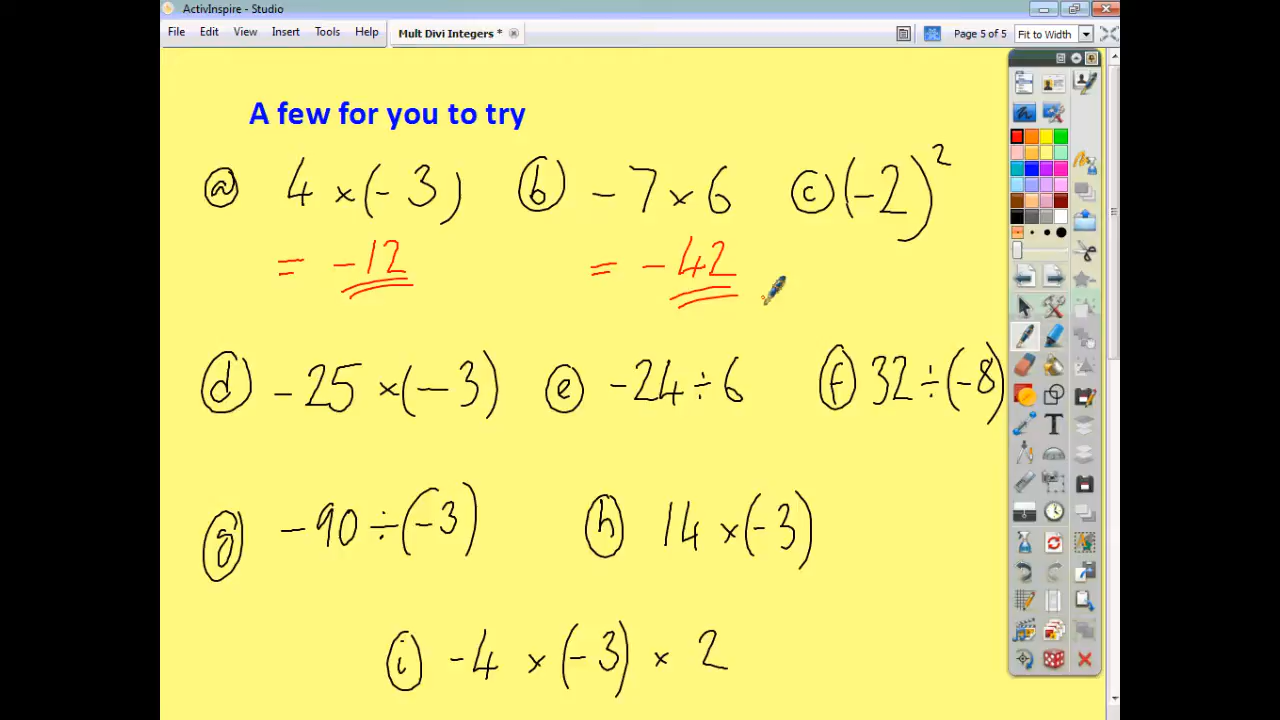 ActivInspire - Studio
File Edit View Insert Tools Help Mult Divi Integers * Page 5 of 5 Fit to Width
A few for you to try
a 4 × (-3) b -7 × 6 c (-2)²
= -12 = -42
d -25 × (-3) e -24 ÷ 6 f 32 ÷ (-8)
g -90 ÷ (-3) h 14 × (-3)
i -4 × (-3) × 2